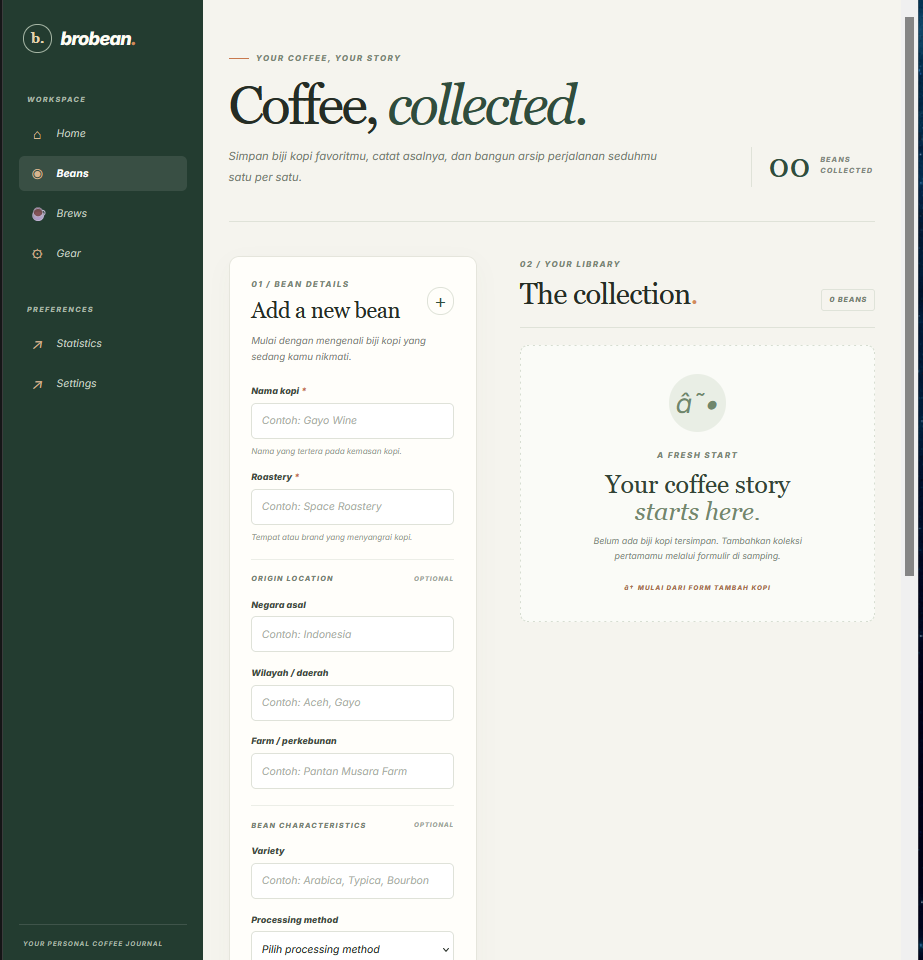 b. brobean.
WORKSPACE
Home
Beans
Brews
Gear
PREFERENCES
Statistics
Settings
YOUR PERSONAL COFFEE JOURNAL
YOUR COFFEE, YOUR STORY
Coffee, collected.
Simpan biji kopi favoritmu, catat asalnya, dan bangun arsip perjalanan seduhmu
satu per satu.
00
BEANS
COLLECTED
01 / BEAN DETAILS
Add a new bean
+
Mulai dengan mengenali biji kopi yang
sedang kamu nikmati.
Nama kopi *
Contoh: Gayo Wine
Nama yang tertera pada kemasan kopi.
Roastery *
Contoh: Space Roastery
Tempat atau brand yang menyangrai kopi.
ORIGIN LOCATION OPTIONAL
Negara asal
Contoh: Indonesia
Wilayah / daerah
Contoh: Aceh, Gayo
Farm / perkebunan
Contoh: Pantan Musara Farm
BEAN CHARACTERISTICS OPTIONAL
Variety
Contoh: Arabica, Typica, Bourbon
Processing method
Pilih processing method
02 / YOUR LIBRARY
The collection.
0 BEANS
â˜•
A FRESH START
Your coffee story
starts here.
Belum ada biji kopi tersimpan. Tambahkan koleksi
pertamamu melalui formulir di samping.
â† MULAI DARI FORM TAMBAH KOPI